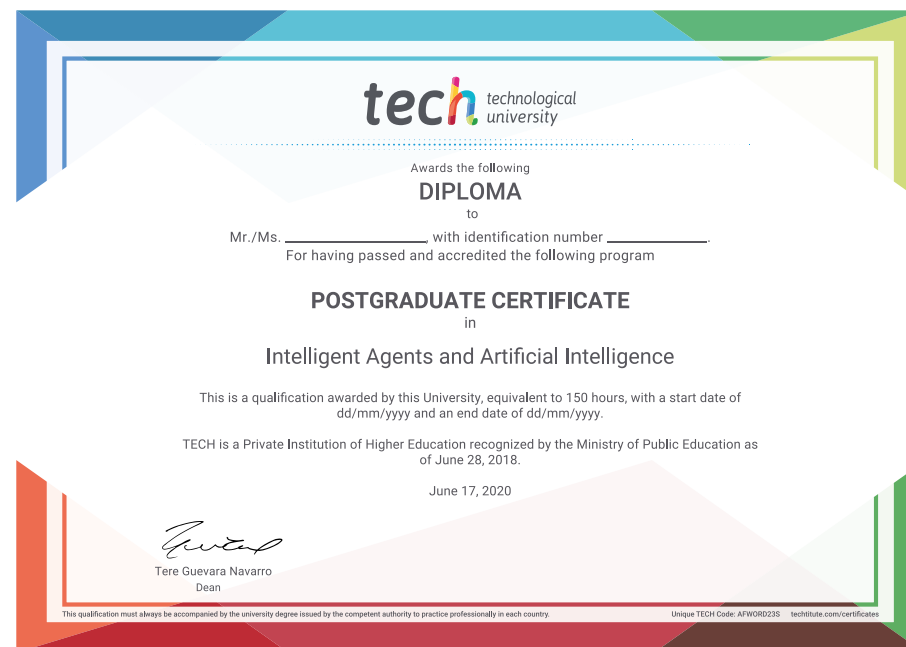 tech technological
university
Awards the following
DIPLOMA
to
Mr./Ms. ____________, with identification number ____________.
For having passed and accredited the following program
POSTGRADUATE CERTIFICATE
in
Intelligent Agents and Artificial Intelligence
This is a qualification awarded by this University, equivalent to 150 hours, with a start date of
dd/mm/yyyy and an end date of dd/mm/yyyy.
TECH is a Private Institution of Higher Education recognized by the Ministry of Public Education as
of June 28, 2018.
June 17, 2020
Tere Guevara Navarro
Dean
This qualification must always be accompanied by the university degree issued by the competent authority to practice professionally in each country. Unique TECH Code: AFWORD23S techtitute.com/certificates